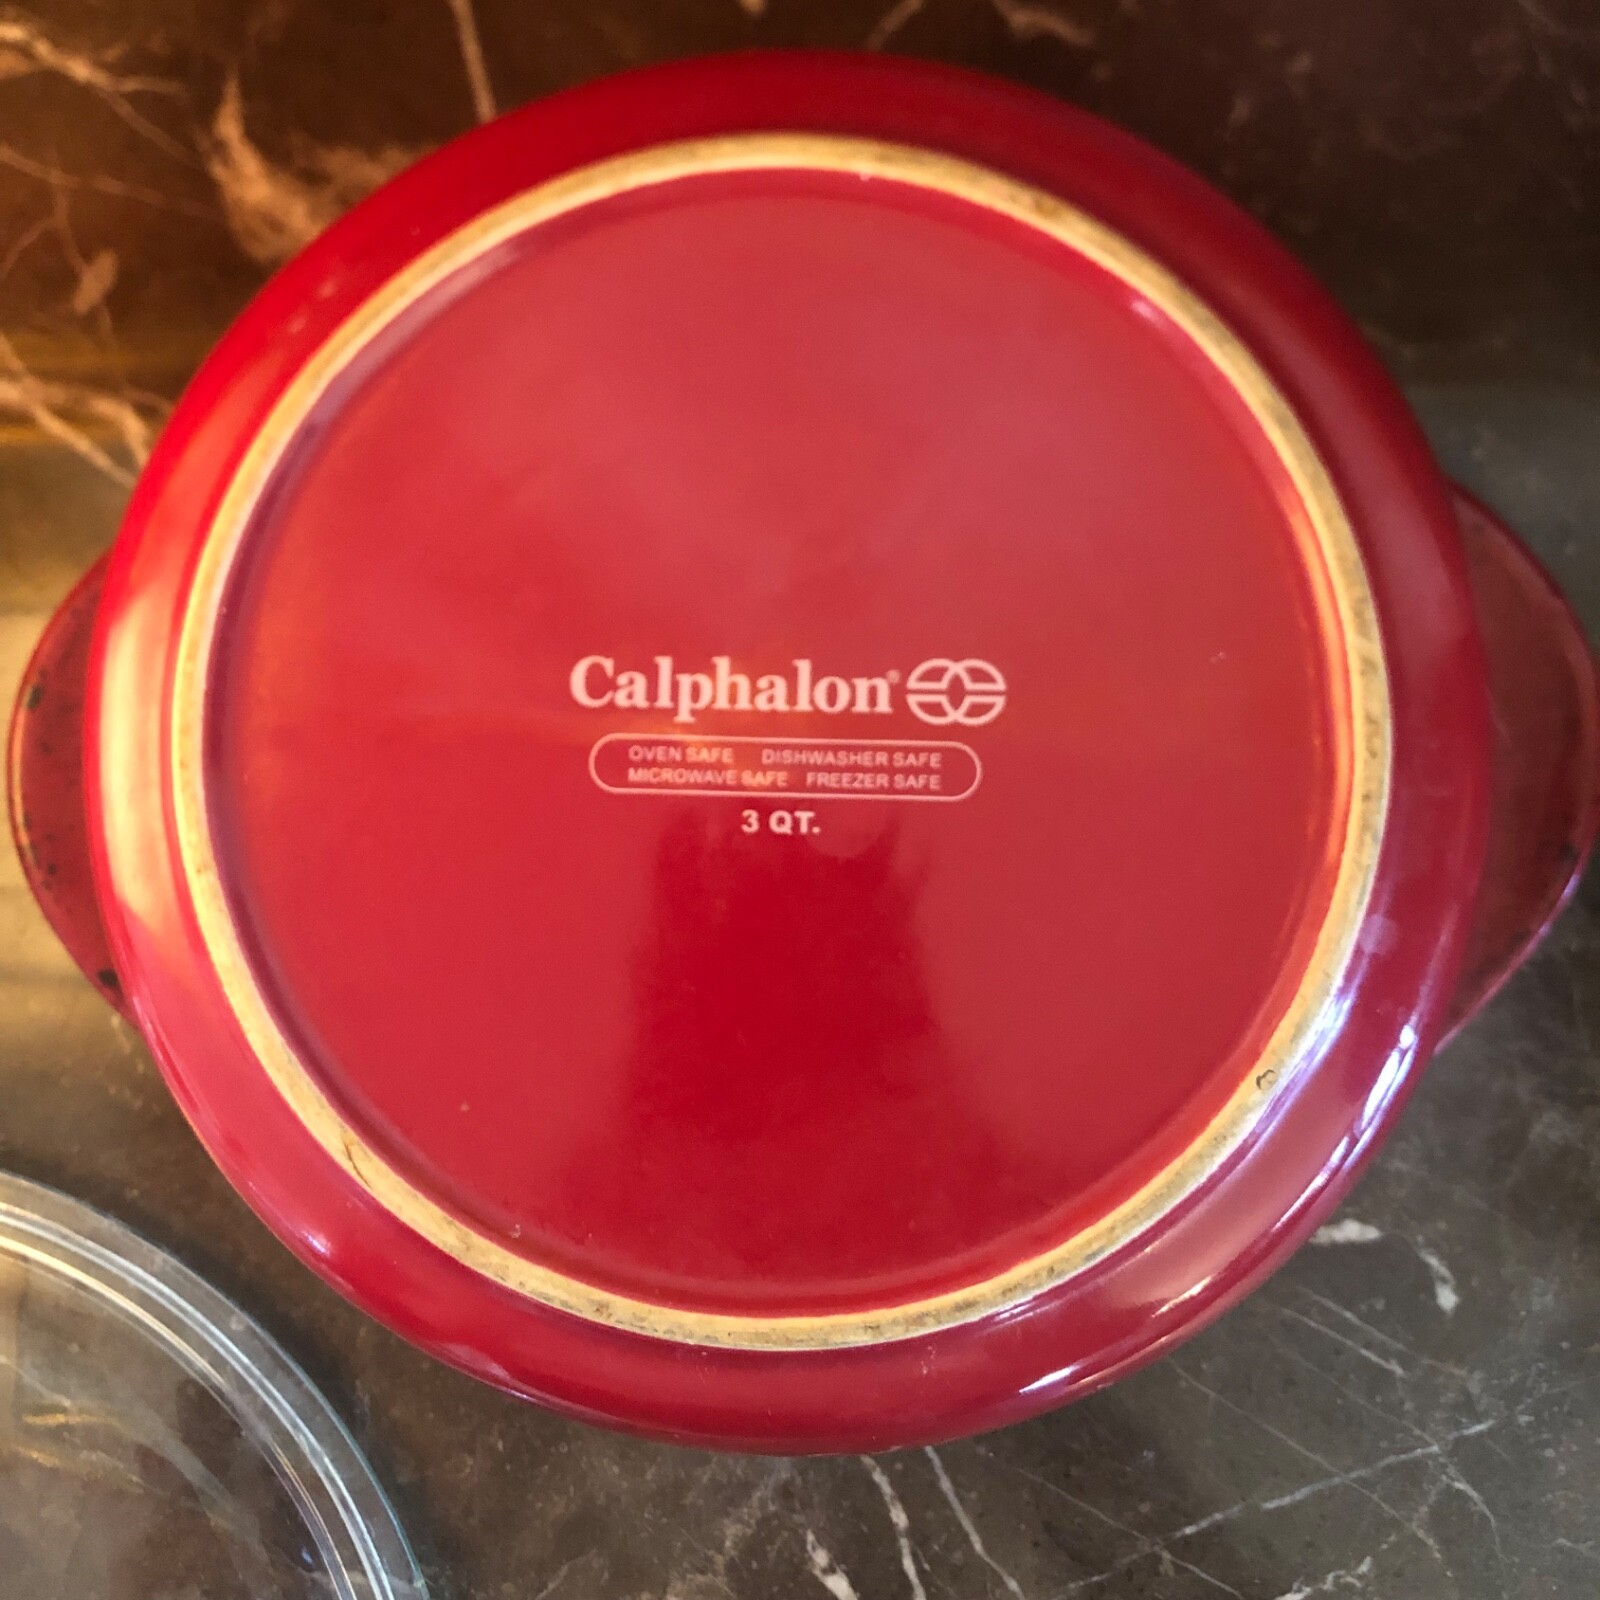 Calphalon®
OVEN SAFE DISHWASHER SAFE
MICROWAVE SAFE FREEZER SAFE
3 QT.